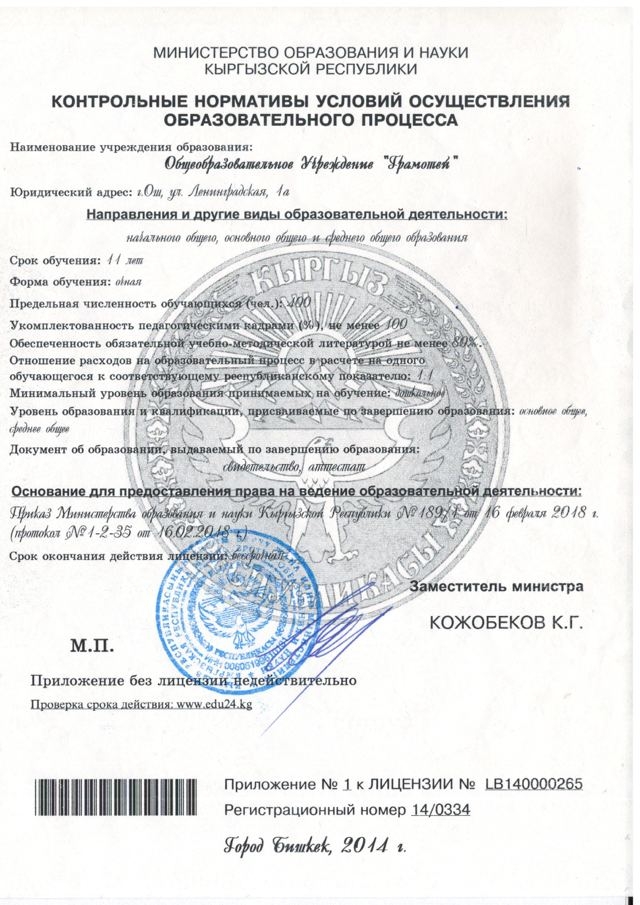 МИНИСТЕРСТВО ОБРАЗОВАНИЯ И НАУКИ
КЫРГЫЗСКОЙ РЕСПУБЛИКИ
КОНТРОЛЬНЫЕ НОРМАТИВЫ УСЛОВИЙ ОСУЩЕСТВЛЕНИЯ
ОБРАЗОВАТЕЛЬНОГО ПРОЦЕССА
Наименование учреждения образования:
Общеобразовательное Учреждение "Грамотей"
Юридический адрес: г.Ош, ул. Ленинградская, 1а
Направления и другие виды образовательной деятельности:
начального общего, основного общего и среднего общего образования
Срок обучения: 11 лет
Форма обучения: очная
Предельная численность обучающихся (чел.): 400
Укомплектованность педагогическими кадрами (%), не менее 100
Обеспеченность обязательной учебно-методической литературой не менее 80%.
Отношение расходов на образовательный процесс в расчете на одного
обучающегося к соответствующему республиканскому показателю: 1:1
Минимальный уровень образования принимаемых на обучение: дошкольное
Уровень образования и квалификации, присваиваемые по завершению образования: основное общее,
среднее общее
Документ об образовании, выдаваемый по завершению образования:
свидетельство, аттестат
Основание для предоставления права на ведение образовательной деятельности:
Приказ Министерства образования и науки Кыргызской Республики №189/1 от 16 февраля 2018 г.
(протокол №1-2-35 от 16.02.2018 г.)
Срок окончания действия лицензии: бессрочная
Заместитель министра
КОЖОБЕКОВ К.Г.
М.П.
Приложение без лицензии недействительно
Проверка срока действия: www.edu24.kg
Приложение № 1 к ЛИЦЕНЗИИ № LB140000265
Регистрационный номер 14/0334
Город Бишкек, 2014 г.
КЫРГЫЗ